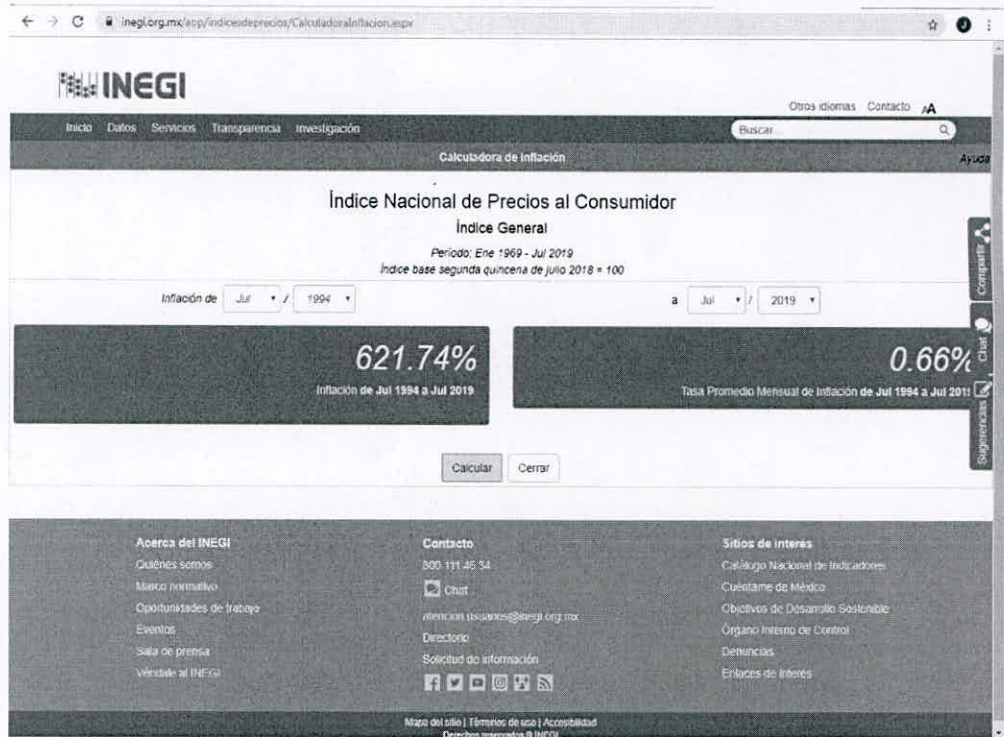 inegi.org.mx/app/indicesdeprecios/CalculadoraInflacion.aspx
INEGI
Otros idiomas Contacto AA
Inicio Datos Servicios Transparencia Investigación
Buscar...
Calculadora de Inflación
Ayuda
Índice Nacional de Precios al Consumidor
Índice General
Periodo: Ene 1969 - Jul 2019
Índice base segunda quincena de julio 2018 = 100
Inflación de Jul / 1994 a Jul / 2019
621.74%
Inflación de Jul 1994 a Jul 2019
0.66%
Tasa Promedio Mensual de Inflación de Jul 1994 a Jul 201
Compartir
Chat
Sugerencias
Calcular Cerrar
Acerca del INEGI
Quiénes somos
Marco normativo
Oportunidades de trabajo
Eventos
Sala de prensa
Véndale al INEGI
Contacto
800 111 46 34
Chat
atencion.usuarios@inegi.org.mx
Directorio
Solicitud de información
Sitios de interés
Catálogo Nacional de Indicadores
Cuéntame de México
Objetivos de Desarrollo Sostenible
Órgano Interno de Control
Denuncias
Enlaces de interés
Mapa del sitio | Términos de uso | Accesibilidad
Derechos reservados © INEGI